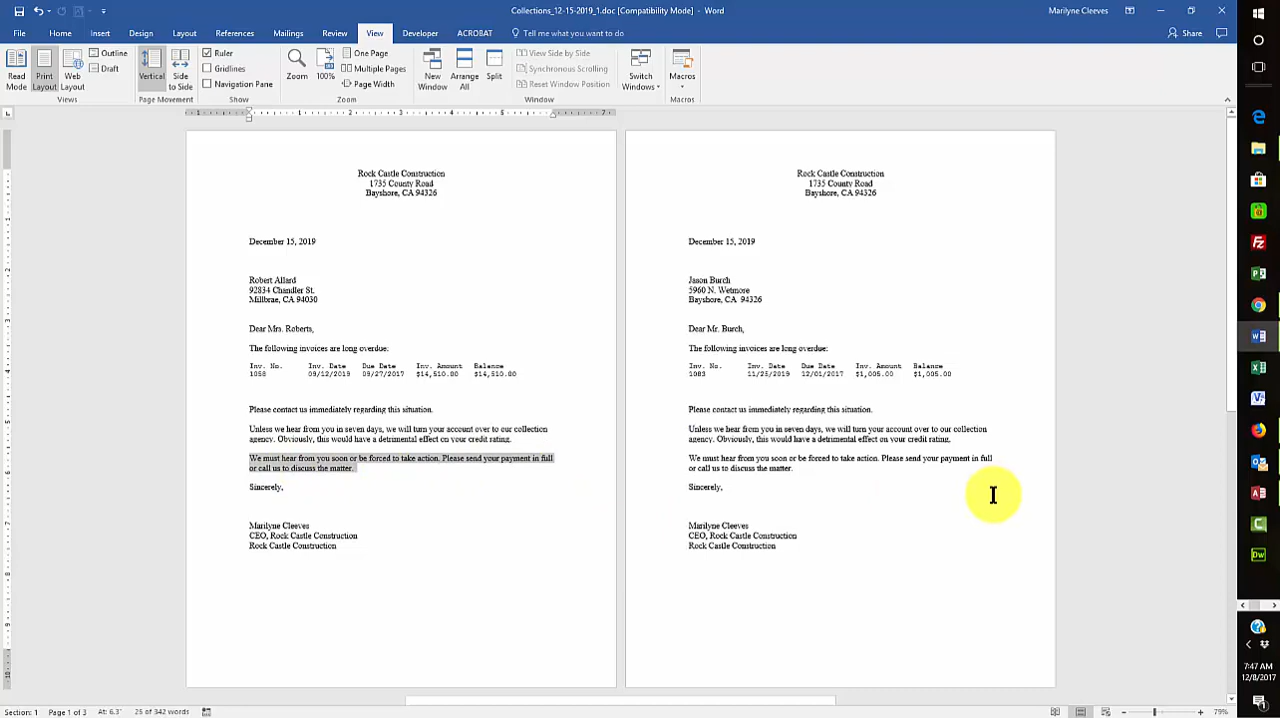 Collections_12-15-2019_1.doc [Compatibility Mode] - Word
Marilyne Cleeves
File Home Insert Design Layout References Mailings Review View Developer ACROBAT Tell me what you want to do
Share
Read Mode
Print Layout
Web Layout
Outline
Draft
Views
Vertical
Side to Side
Page Movement
Ruler
Gridlines
Navigation Pane
Show
Zoom
100%
One Page
Multiple Pages
Page Width
Zoom
New Window
Arrange All
Split
View Side by Side
Synchronous Scrolling
Reset Window Position
Window
Switch Windows
Macros
Macros
Rock Castle Construction
1735 County Road
Bayshore, CA 94326
December 15, 2019
Robert Allard
92834 Chandler St.
Millbrae, CA 94030
Dear Mrs. Roberts,
The following invoices are long overdue:
Inv. No. Inv. Date Due Date Inv. Amount Balance
1058 09/12/2019 09/27/2017 $14,510.00 $14,510.00
Please contact us immediately regarding this situation.
Unless we hear from you in seven days, we will turn your account over to our collection
agency. Obviously, this would have a detrimental effect on your credit rating.
We must hear from you soon or be forced to take action. Please send your payment in full
or call us to discuss the matter.
Sincerely,
Marilyne Cleeves
CEO, Rock Castle Construction
Rock Castle Construction
Rock Castle Construction
1735 County Road
Bayshore, CA 94326
December 15, 2019
Jason Burch
5960 N. Wetmore
Bayshore, CA 94326
Dear Mr. Burch,
The following invoices are long overdue:
Inv. No. Inv. Date Due Date Inv. Amount Balance
1083 11/23/2019 12/01/2017 $1,005.00 $1,005.00
Please contact us immediately regarding this situation.
Unless we hear from you in seven days, we will turn your account over to our collection
agency. Obviously, this would have a detrimental effect on your credit rating.
We must hear from you soon or be forced to take action. Please send your payment in full
or call us to discuss the matter.
Sincerely,
Marilyne Cleeves
CEO, Rock Castle Construction
Rock Castle Construction
Section: 1 Page 1 of 3 At: 6.3" 25 of 342 words
79%
7:47 AM
12/8/2017